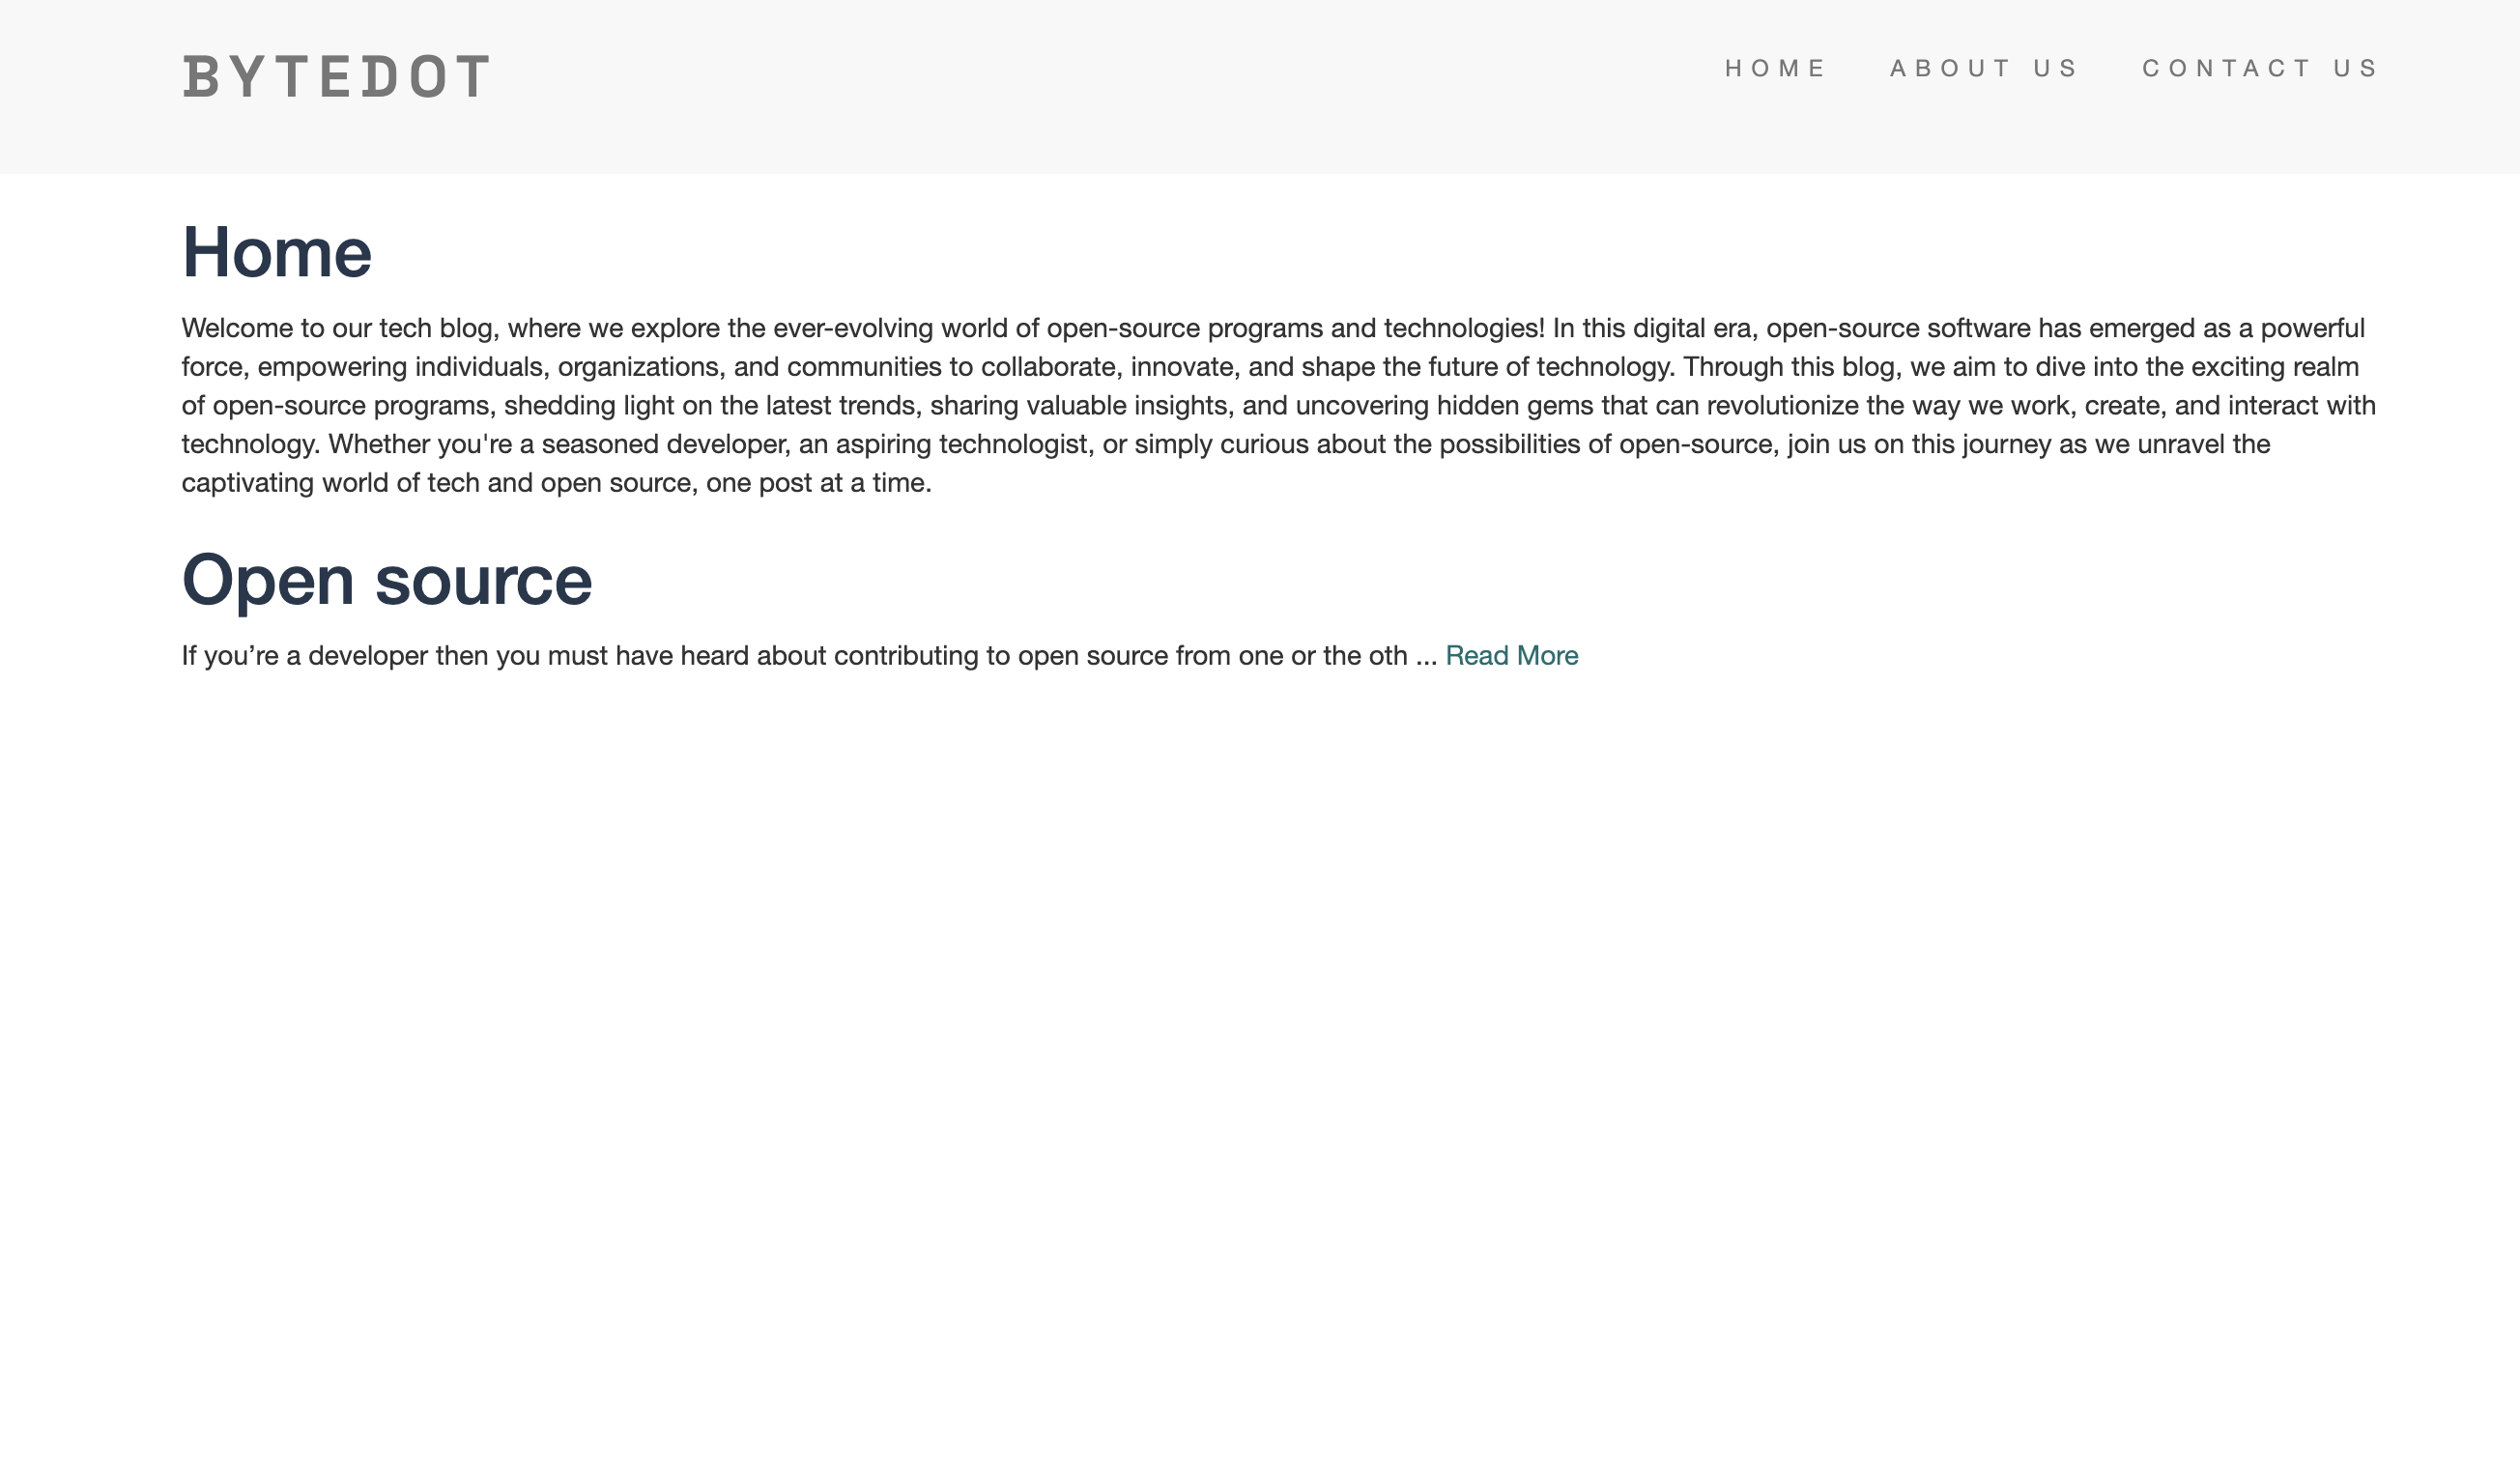 BYTEDOT
HOME ABOUT US CONTACT US
Home
Welcome to our tech blog, where we explore the ever-evolving world of open-source programs and technologies! In this digital era, open-source software has emerged as a powerful
force, empowering individuals, organizations, and communities to collaborate, innovate, and shape the future of technology. Through this blog, we aim to dive into the exciting realm
of open-source programs, shedding light on the latest trends, sharing valuable insights, and uncovering hidden gems that can revolutionize the way we work, create, and interact with
technology. Whether you're a seasoned developer, an aspiring technologist, or simply curious about the possibilities of open-source, join us on this journey as we unravel the
captivating world of tech and open source, one post at a time.
Open source
If you’re a developer then you must have heard about contributing to open source from one or the oth ... Read More